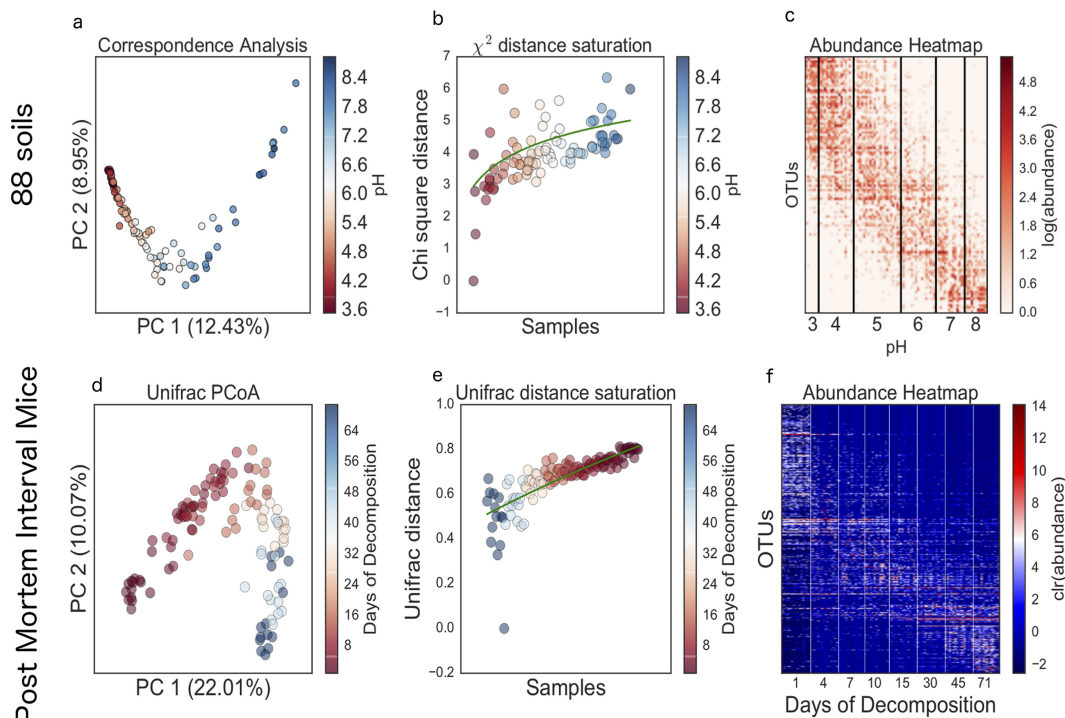 88 soils
a
Correspondence Analysis
PC 2 (8.95%)
PC 1 (12.43%)
8.4
7.8
7.2
6.6
6.0
5.4
4.8
4.2
3.6
pH
b
χ² distance saturation
Chi square distance
7
6
5
4
3
2
1
0
−1
Samples
8.4
7.8
7.2
6.6
6.0
5.4
4.8
4.2
3.6
pH
c
Abundance Heatmap
OTUs
3 4 5 6 7 8
pH
4.8
4.2
3.6
3.0
2.4
1.8
1.2
0.6
0.0
log(abundance)
Post Mortem Interval Mice
d
Unifrac PCoA
PC 2 (10.07%)
PC 1 (22.01%)
64
56
48
40
32
24
16
8
Days of Decomposition
e
Unifrac distance saturation
Unifrac distance
1.0
0.8
0.6
0.4
0.2
0.0
−0.2
Samples
64
56
48
40
32
24
16
8
Days of Decomposition
f
Abundance Heatmap
OTUs
1 4 7 10 15 30 45 71
Days of Decomposition
14
12
10
8
6
4
2
0
−2
clr(abundance)